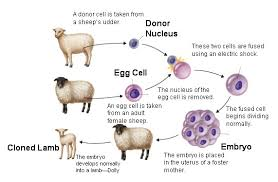 A donor cell is taken from
a sheep's udder.
Donor
Nucleus
These two cells are fused
using an electric shock.
Egg Cell
The nucleus of
the egg cell is removed.
An egg cell is taken
from an adult
female sheep.
The fused cell
begins dividing
normally.
Cloned Lamb
Embryo
The embryo
develops normally
into a lamb—Dolly
The embryo is placed
in the uterus of a foster
mother.